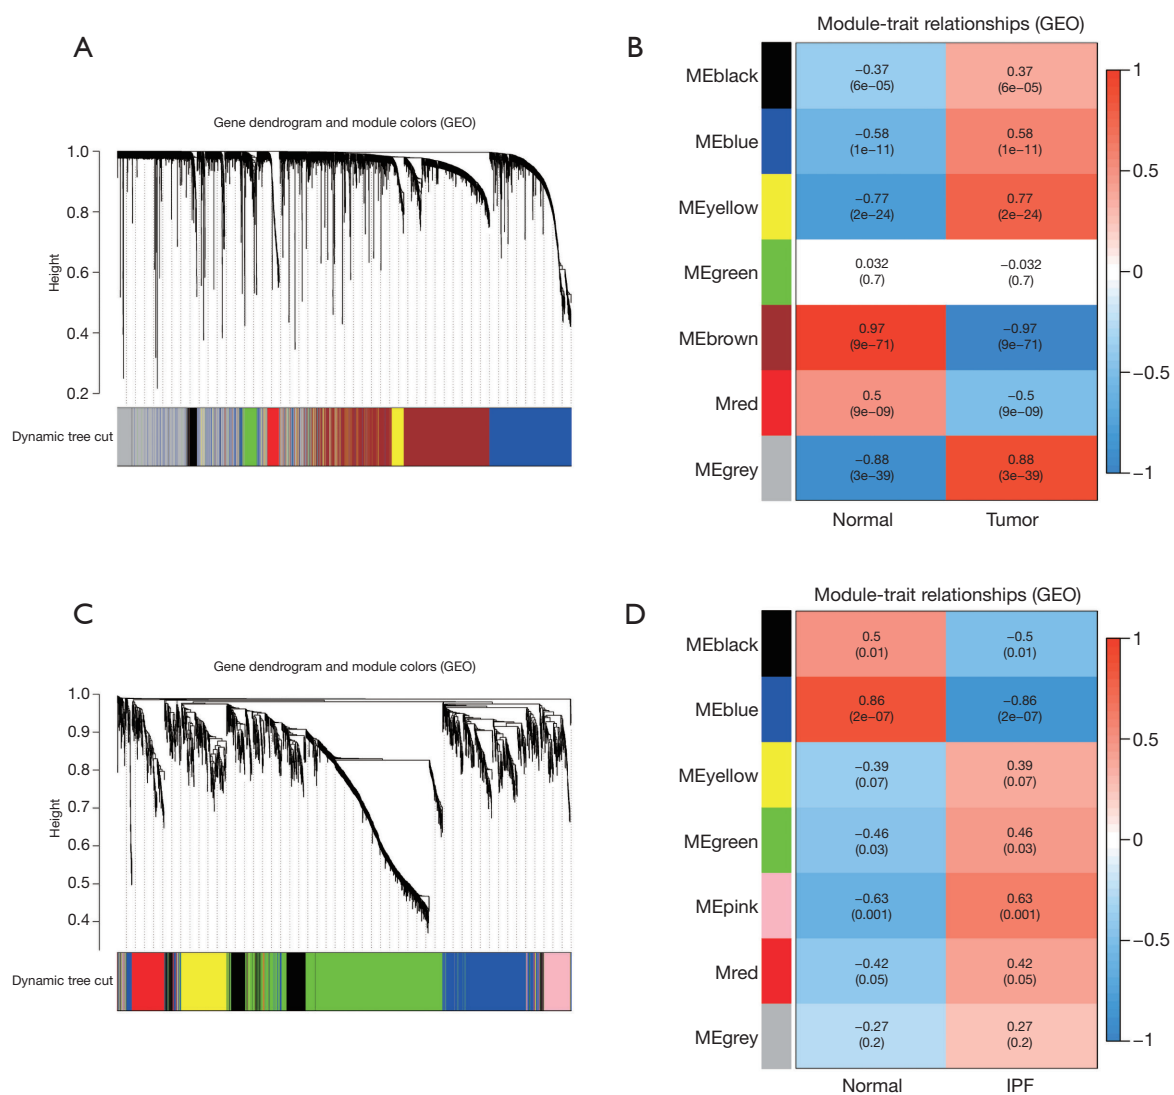 A
Gene dendrogram and module colors (GEO)
1.0
0.8
0.6
0.4
0.2
Height
Dynamic tree cut
B
Module-trait relationships (GEO)
MEblack
−0.37
(6e−05)
0.37
(6e−05)
MEblue
−0.58
(1e−11)
0.58
(1e−11)
MEyellow
−0.77
(2e−24)
0.77
(2e−24)
MEgreen
0.032
(0.7)
−0.032
(0.7)
MEbrown
0.97
(9e−71)
−0.97
(9e−71)
Mred
0.5
(9e−09)
−0.5
(9e−09)
MEgrey
−0.88
(3e−39)
0.88
(3e−39)
Normal
Tumor
1
0.5
0
−0.5
−1
C
Gene dendrogram and module colors (GEO)
1.0
0.9
0.8
0.7
0.6
0.5
0.4
Height
Dynamic tree cut
D
Module-trait relationships (GEO)
MEblack
0.5
(0.01)
−0.5
(0.01)
MEblue
0.86
(2e−07)
−0.86
(2e−07)
MEyellow
−0.39
(0.07)
0.39
(0.07)
MEgreen
−0.46
(0.03)
0.46
(0.03)
MEpink
−0.63
(0.001)
0.63
(0.001)
Mred
−0.42
(0.05)
0.42
(0.05)
MEgrey
−0.27
(0.2)
0.27
(0.2)
Normal
IPF
1
0.5
0
−0.5
−1